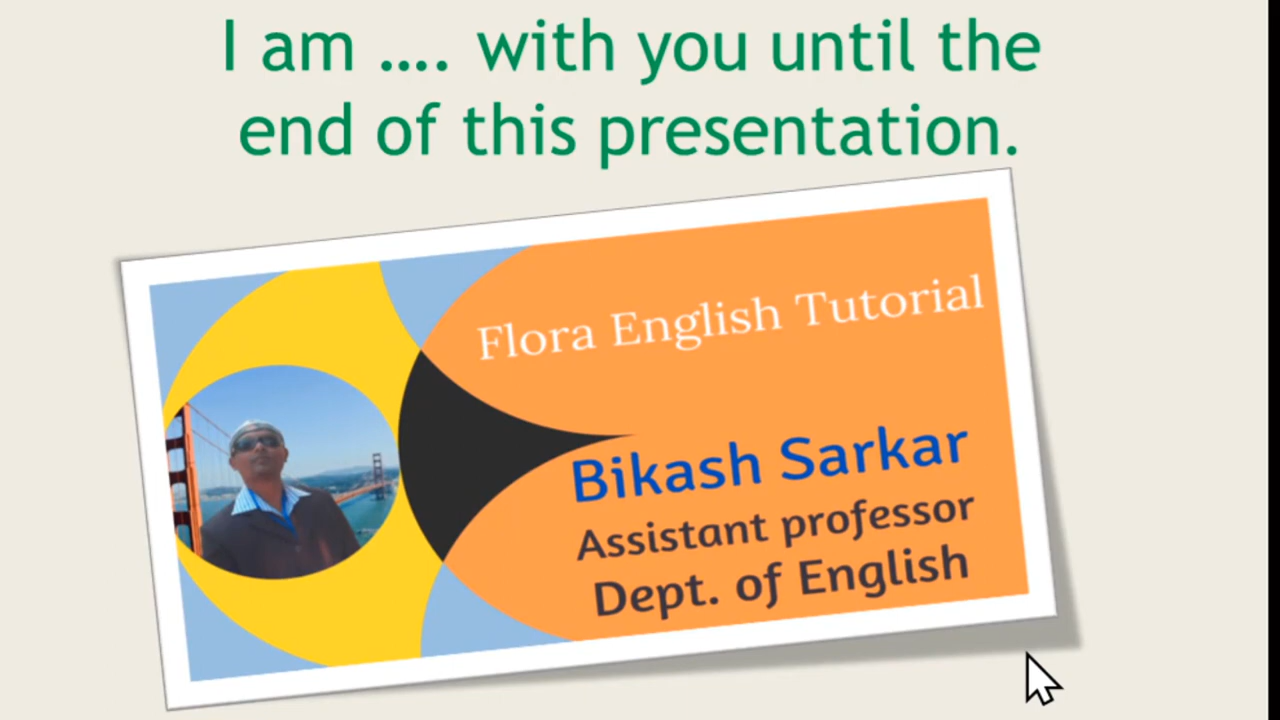 I am .... with you until the
end of this presentation.
Flora English Tutorial
Bikash Sarkar
Assistant professor
Dept. of English